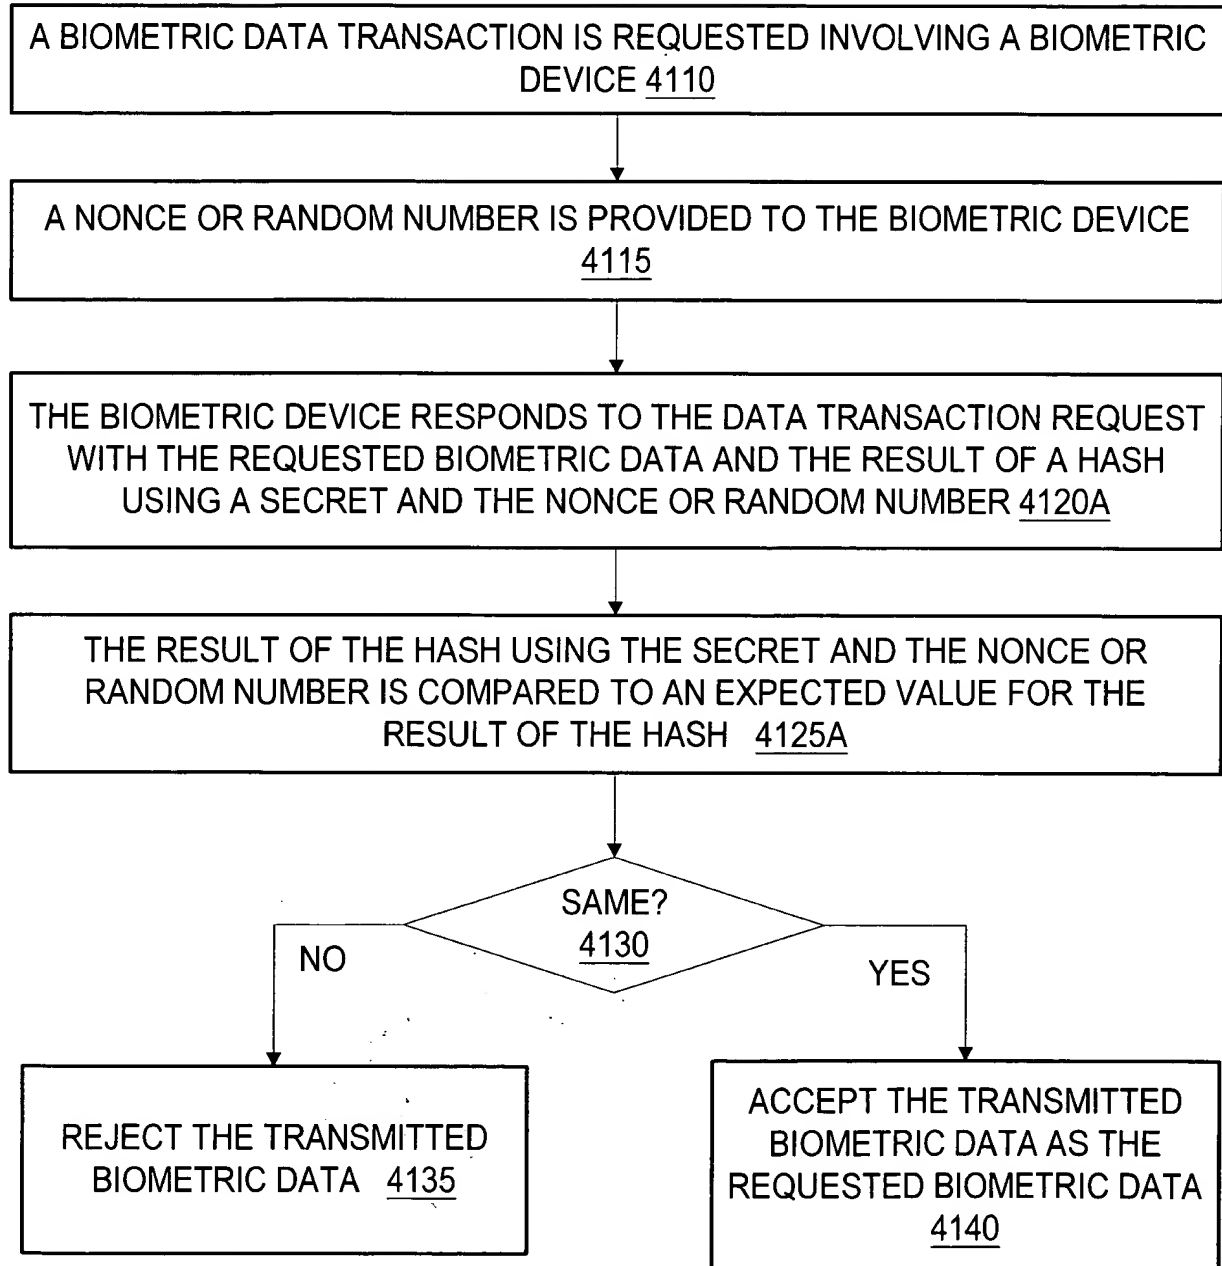 A BIOMETRIC DATA TRANSACTION IS REQUESTED INVOLVING A BIOMETRIC
DEVICE 4110
A NONCE OR RANDOM NUMBER IS PROVIDED TO THE BIOMETRIC DEVICE
4115
THE BIOMETRIC DEVICE RESPONDS TO THE DATA TRANSACTION REQUEST
WITH THE REQUESTED BIOMETRIC DATA AND THE RESULT OF A HASH
USING A SECRET AND THE NONCE OR RANDOM NUMBER 4120A
THE RESULT OF THE HASH USING THE SECRET AND THE NONCE OR
RANDOM NUMBER IS COMPARED TO AN EXPECTED VALUE FOR THE
RESULT OF THE HASH 4125A
SAME?
4130
NO
YES
REJECT THE TRANSMITTED
BIOMETRIC DATA 4135
ACCEPT THE TRANSMITTED
BIOMETRIC DATA AS THE
REQUESTED BIOMETRIC DATA
4140